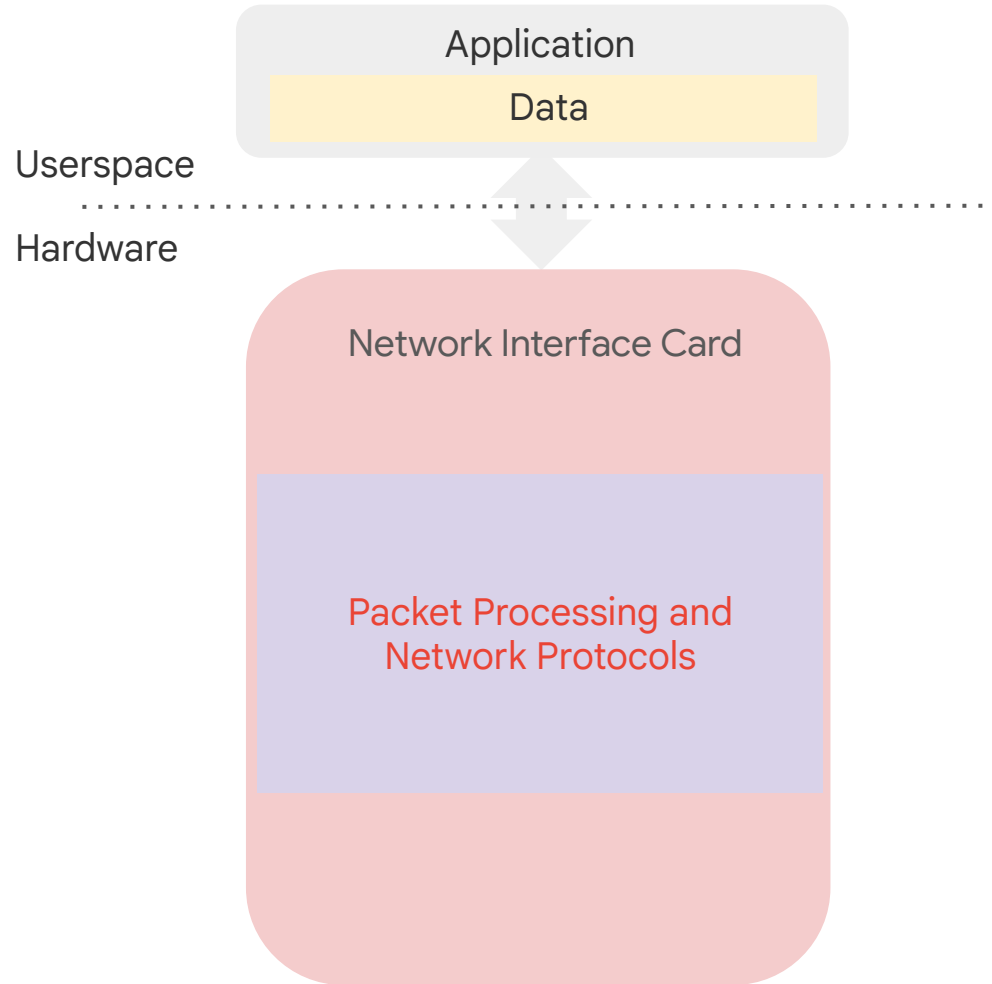 Application
Data
Userspace
Hardware
Network Interface Card
Packet Processing and
Network Protocols